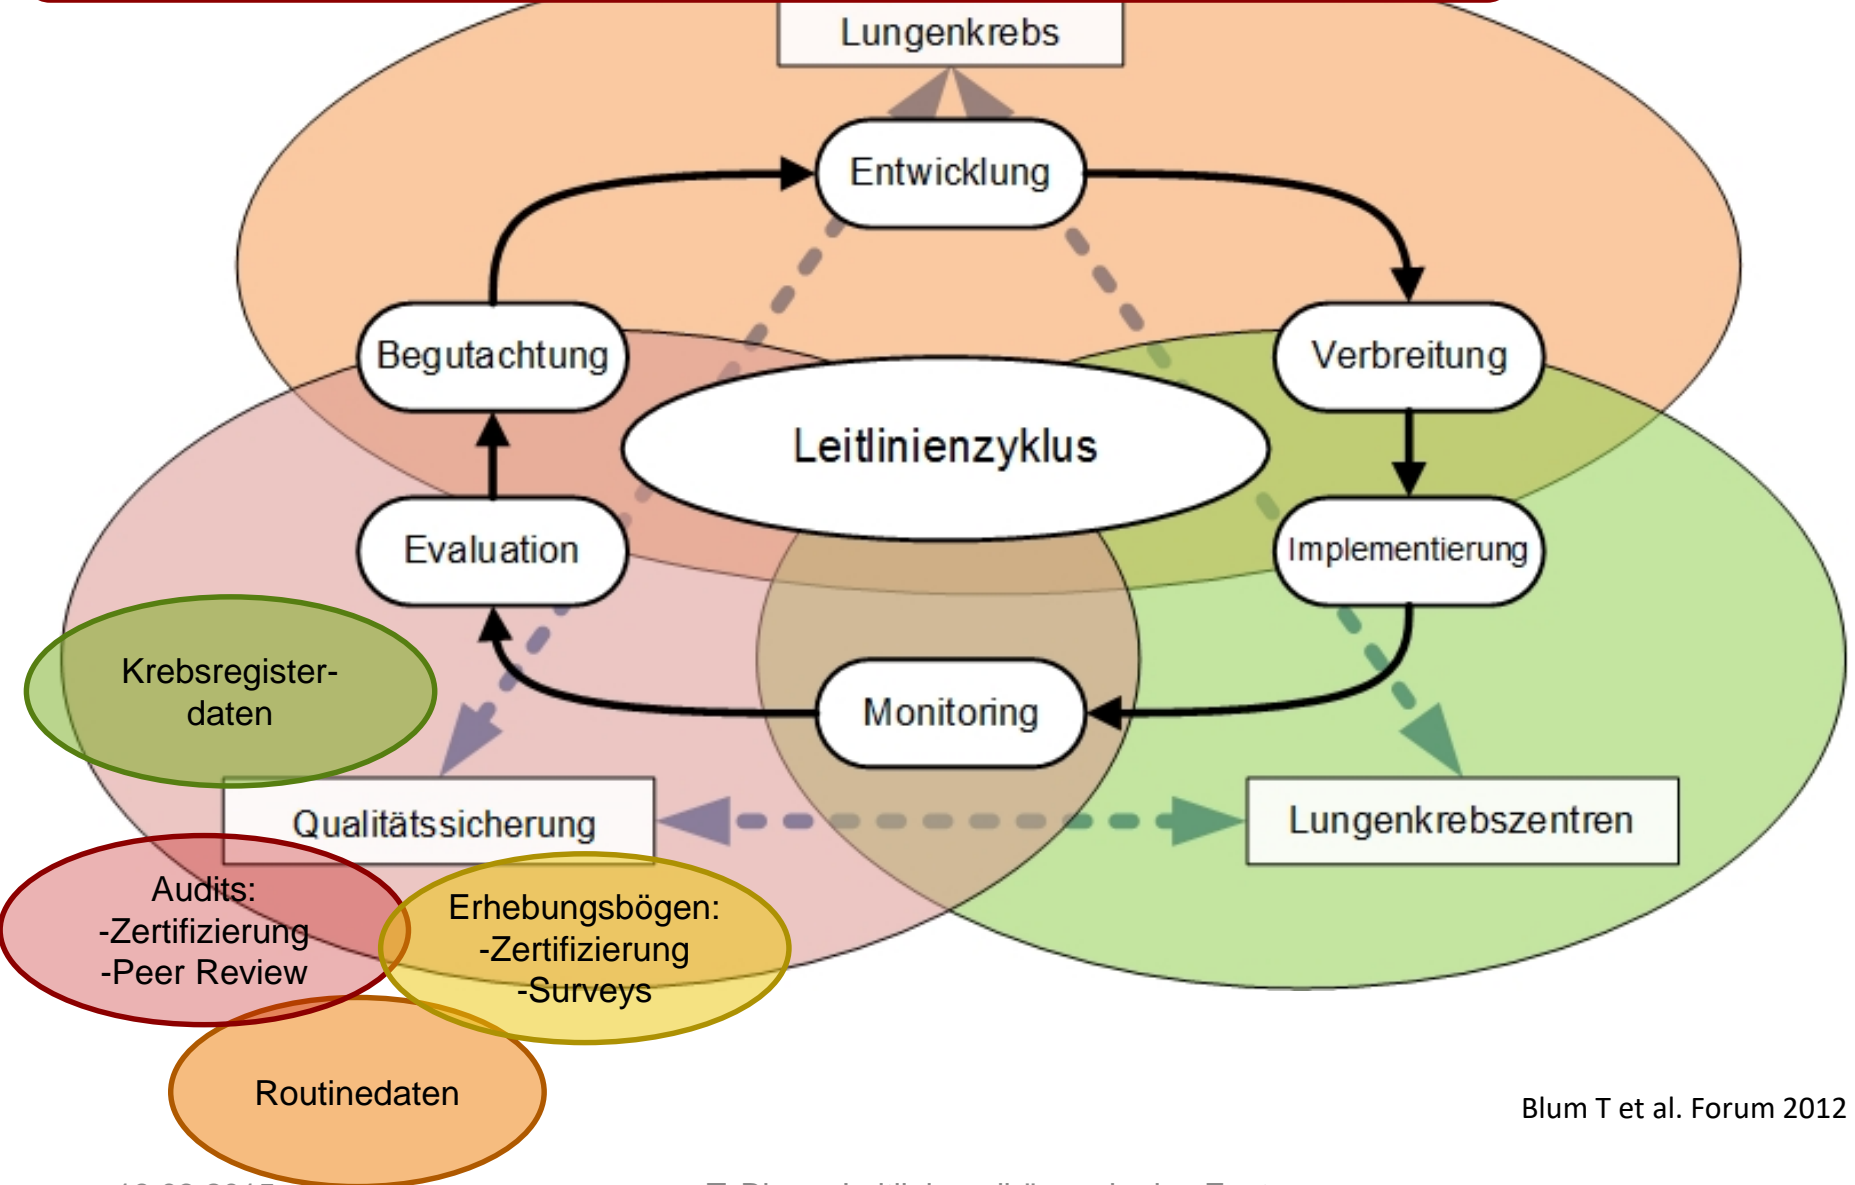 Lungenkrebs
Entwicklung
Begutachtung
Verbreitung
Leitlinienzyklus
Evaluation
Implementierung
Krebsregister-
daten
Monitoring
Qualitätssicherung
Lungenkrebszentren
Audits:
-Zertifizierung
-Peer Review
Erhebungsbögen:
-Zertifizierung
-Surveys
Routinedaten
Blum T et al. Forum 2012